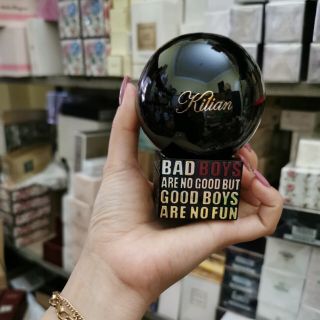 Kilian
BAD BOYS
ARE NO GOOD BUT
GOOD BOYS
ARE NO FUN